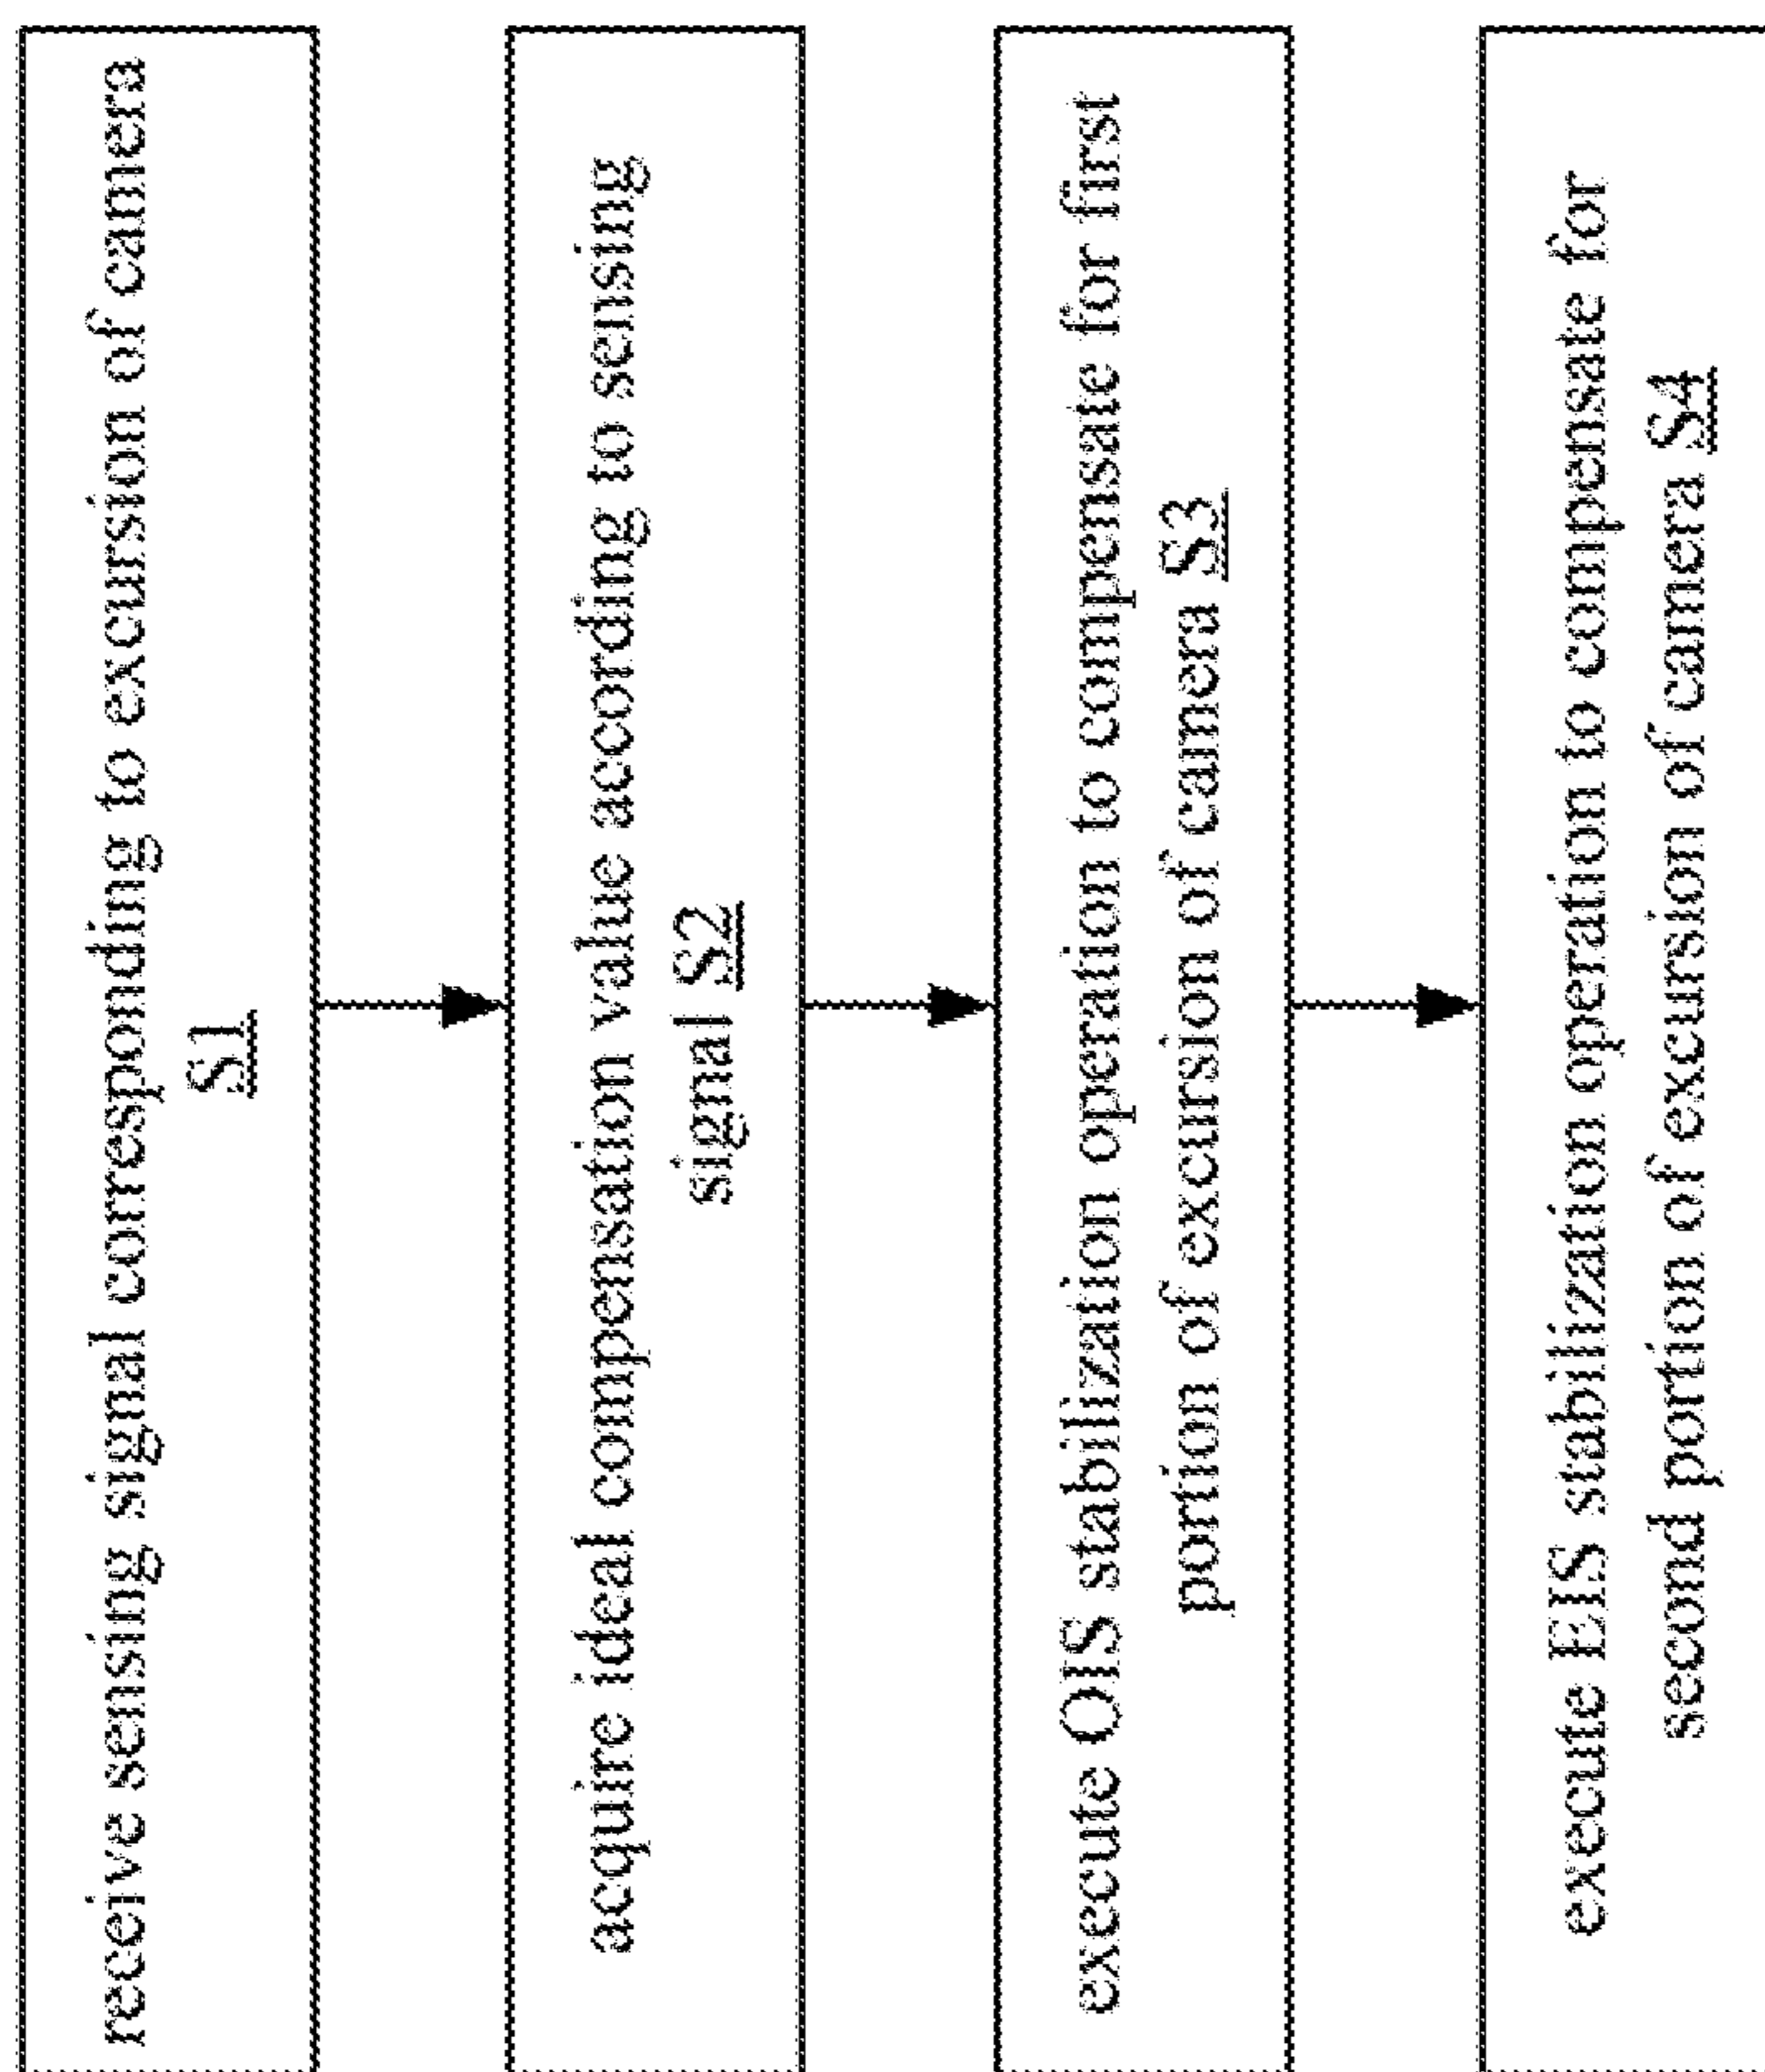 receive sensing signal corresponding to excursion of camera
S1
acquire ideal compensation value according to sensing
signal S2
execute OIS stabilization operation to compensate for first
portion of excursion of camera S3
execute EIS stabilization operation to compensate for
second portion of excursion of camera S4